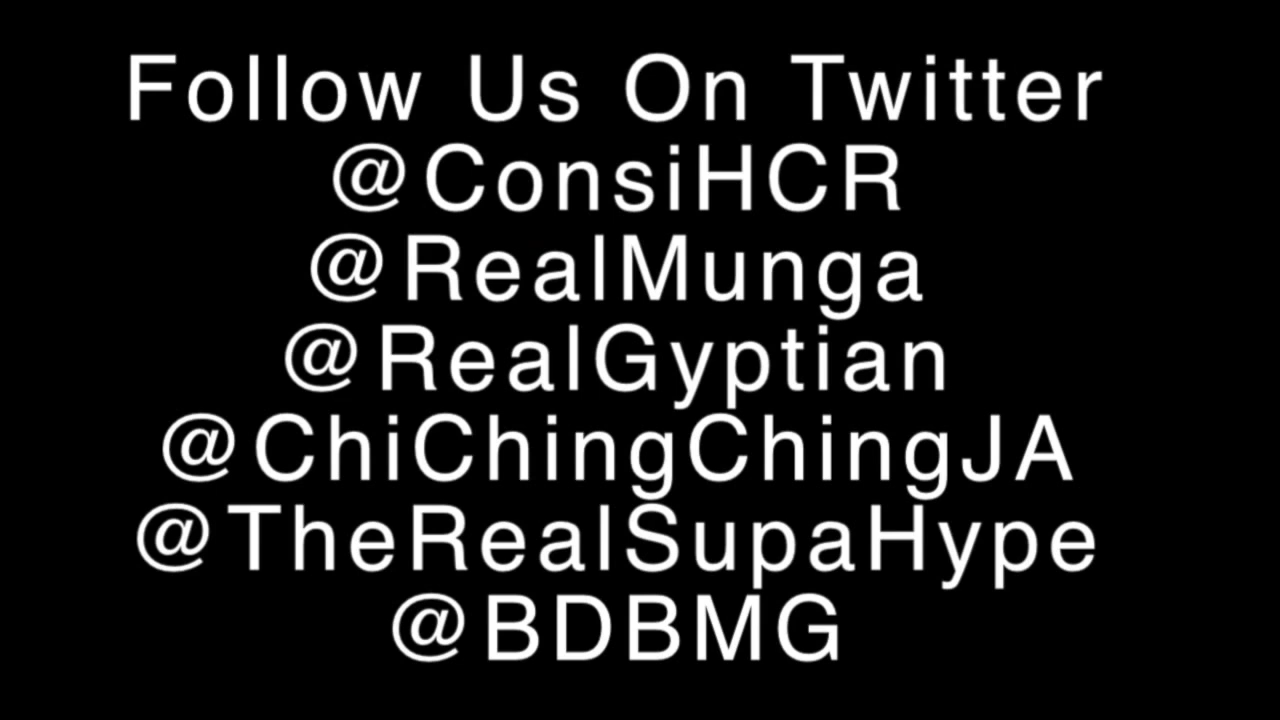 Follow Us On Twitter
@ConsiHCR
@RealMunga
@RealGyptian
@ChiChingChingJA
@TheRealSupaHype
@BDBMG